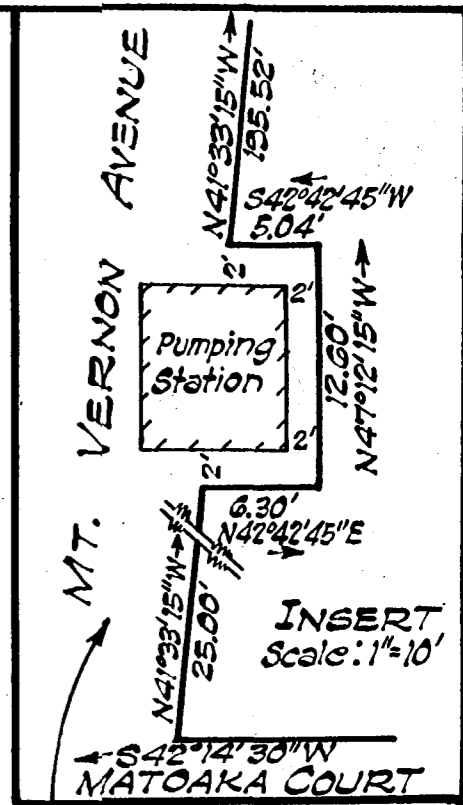 MT. VERNON AVENUE
N41°33'15"W→
195.52'
S42°42'45"W
5.04'
2'
2'
Pumping
Station
12.60'
N47°12'15"W→
2'
2'
6.30'
N42°42'45"E
N41°33'15"W→
25.00'
INSERT
Scale: 1"=10'
←S42°14'30"W
MATOAKA COURT